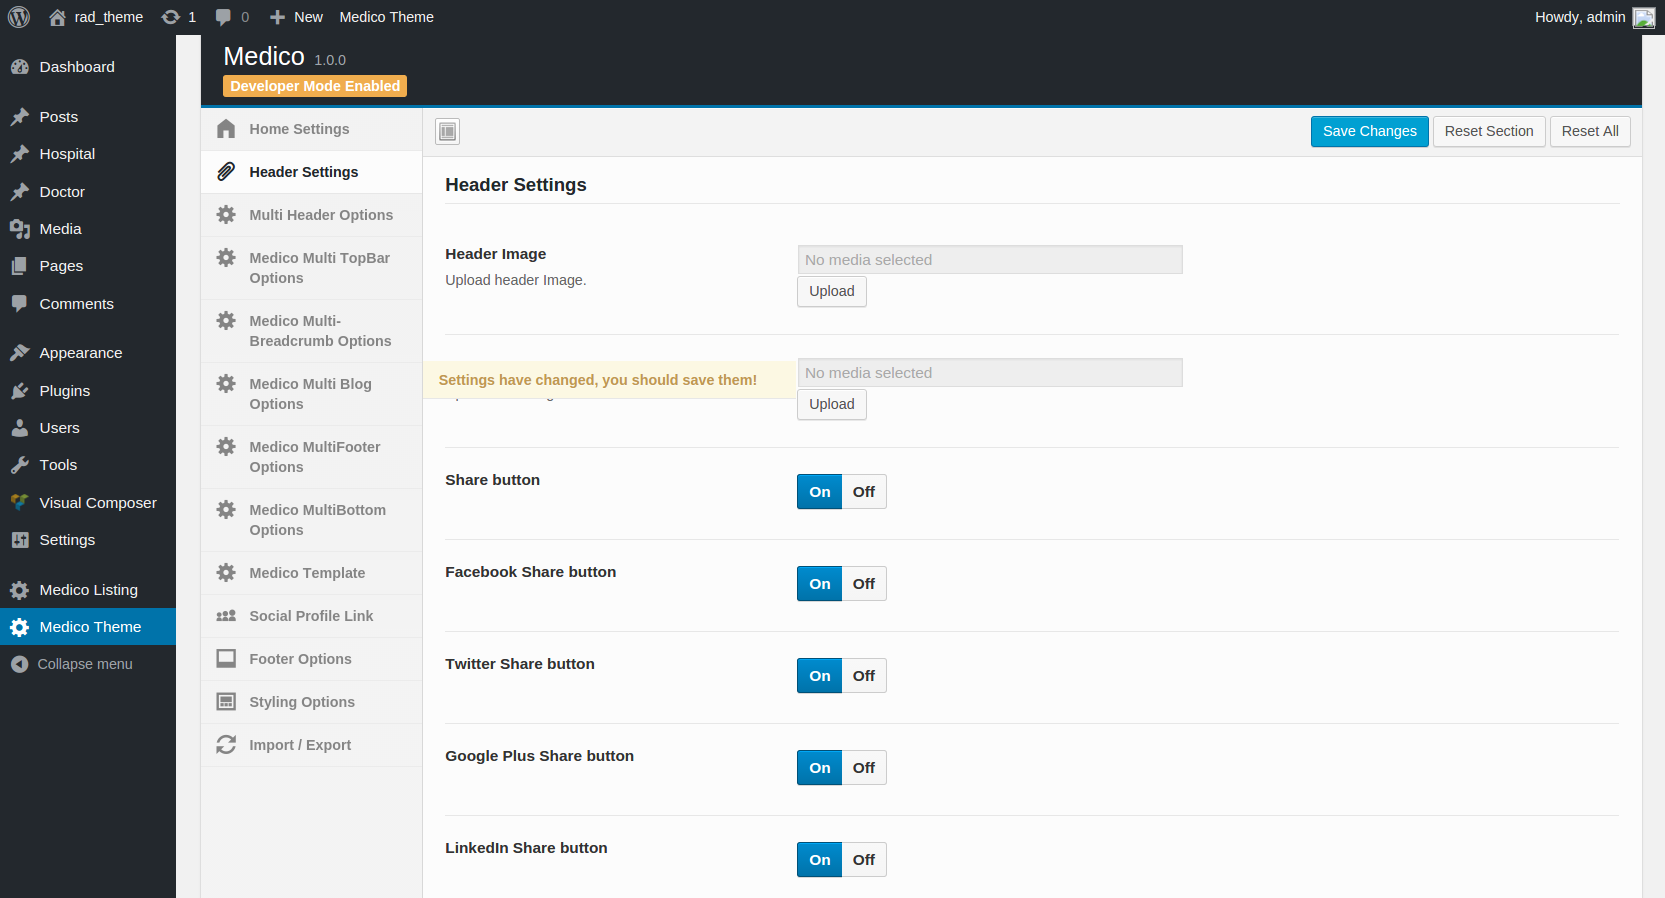 rad_theme
1
0
New
Medico Theme
Howdy, admin
Dashboard
Posts
Hospital
Doctor
Media
Pages
Comments
Appearance
Plugins
Users
Tools
Visual Composer
Settings
Medico Listing
Medico Theme
Collapse menu
Medico 1.0.0
Developer Mode Enabled
Home Settings
Header Settings
Multi Header Options
Medico Multi TopBar
Options
Medico Multi-
Breadcrumb Options
Medico Multi Blog
Options
Medico MultiFooter
Options
Medico MultiBottom
Options
Medico Template
Social Profile Link
Footer Options
Styling Options
Import / Export
Save Changes
Reset Section
Reset All
Header Settings
Header Image
Upload header Image.
No media selected
Upload
Settings have changed, you should save them!
No media selected
Upload
Share button
On Off
Facebook Share button
On Off
Twitter Share button
On Off
Google Plus Share button
On Off
LinkedIn Share button
On Off